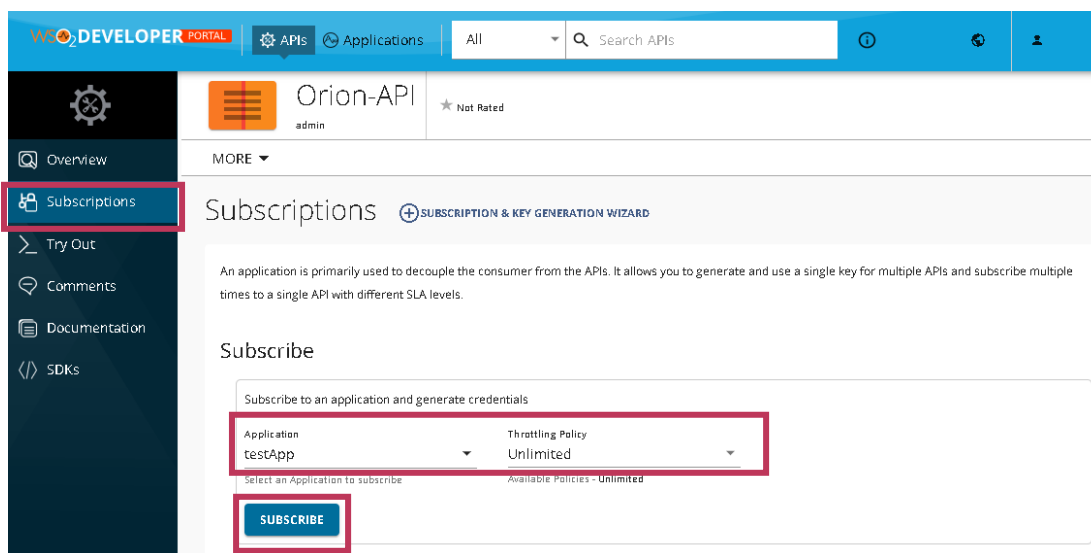 WSO2 DEVELOPER PORTAL
APIs
Applications
All
Search APIs
Orion-API
admin
Not Rated
Overview
MORE
Subscriptions
Subscriptions
SUBSCRIPTION & KEY GENERATION WIZARD
Try Out
An application is primarily used to decouple the consumer from the APIs. It allows you to generate and use a single key for multiple APIs and subscribe multiple
times to a single API with different SLA levels.
Comments
Documentation
SDKs
Subscribe
Subscribe to an application and generate credentials
Application
Throttling Policy
testApp
Unlimited
Select an Application to subscribe
Available Policies - Unlimited
SUBSCRIBE